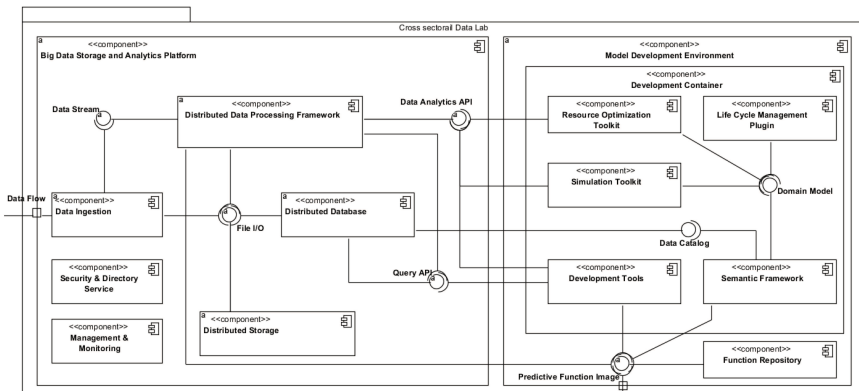 Cross sectorail Data Lab
a
<<component>>
Big Data Storage and Analytics Platform
a
<<component>>
Distributed Data Processing Framework
Data Stream
a
Data Analytics API
a
Data Flow
a
<<component>>
Data Ingestion
a
File I/O
a
<<component>>
Distributed Database
Query API
a
<<component>>
Security & Directory
Service
<<component>>
Management &
Monitoring
a
<<component>>
Distributed Storage
a
<<component>>
Model Development Environment
<<component>>
Development Container
<<component>>
Resource Optimization
Toolkit
<<component>>
Life Cycle Management
Plugin
<<component>>
Simulation Toolkit
a
Domain Model
a
Data Catalog
<<component>>
Development Tools
<<component>>
Semantic Framework
a
Predictive Function Image
<<component>>
Function Repository